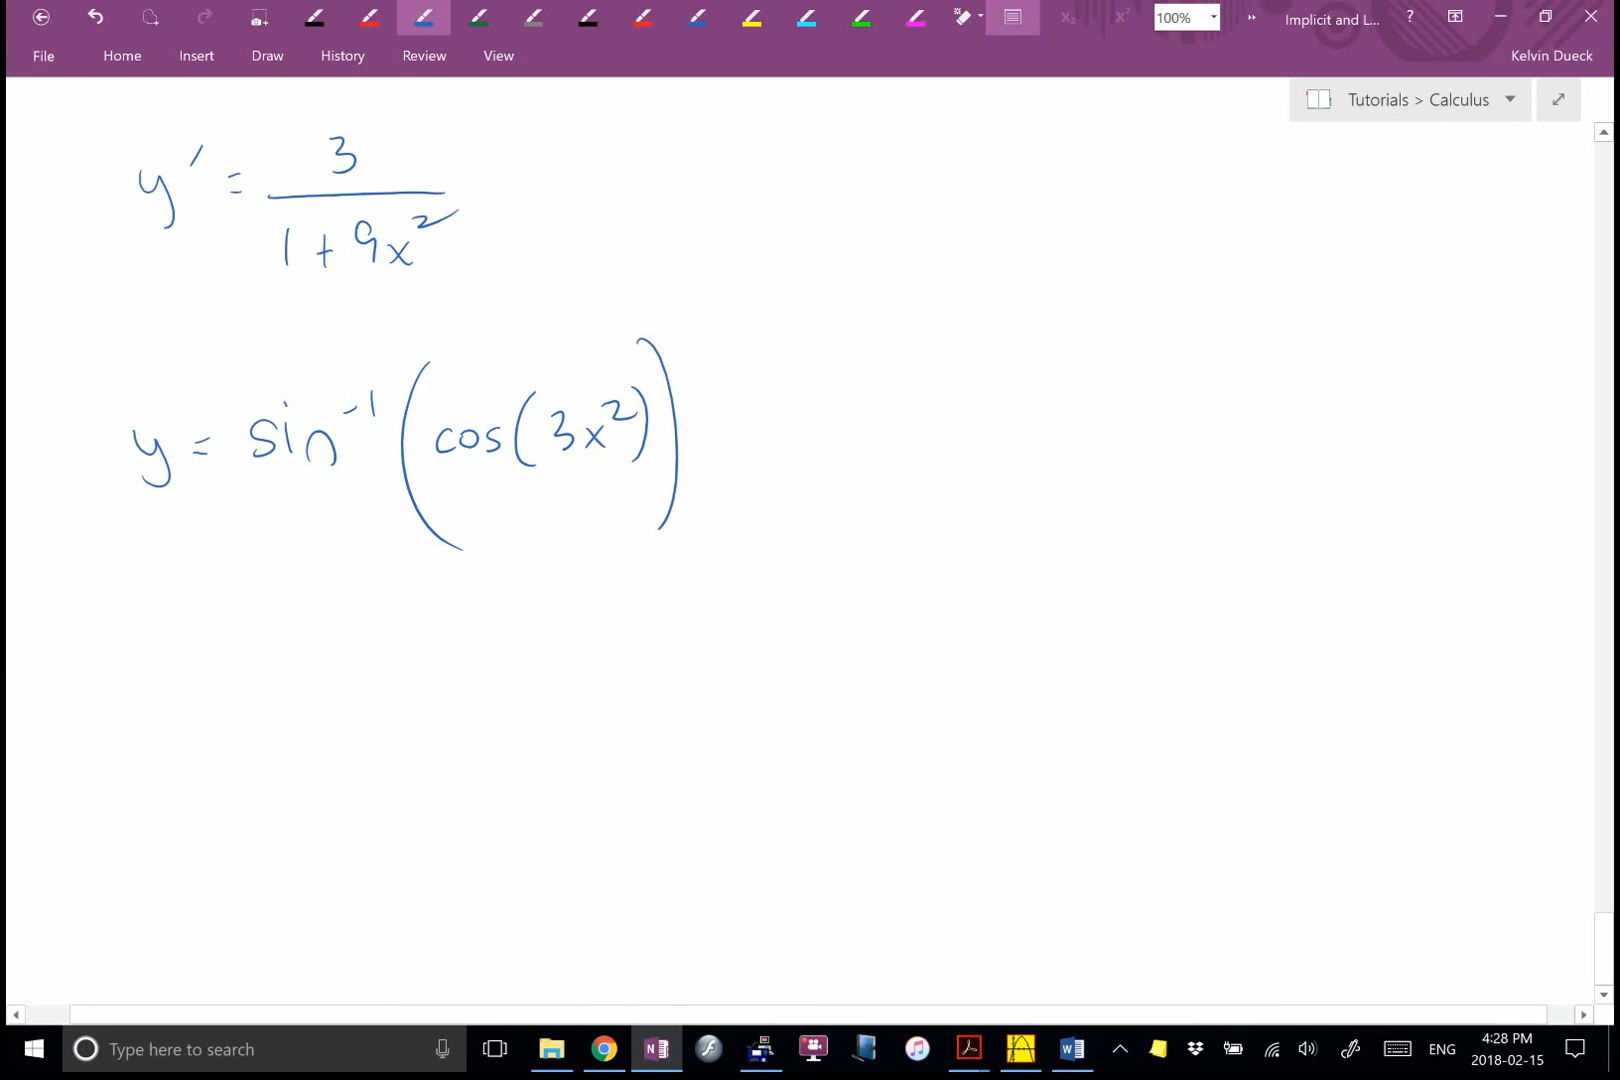 100%
Implicit and L...
?
File Home Insert Draw History Review View
Kelvin Dueck
Tutorials > Calculus
y' = 3 / (1 + 9x²)
y = sin⁻¹ (cos(3x²))
Type here to search
ENG
4:28 PM
2018-02-15